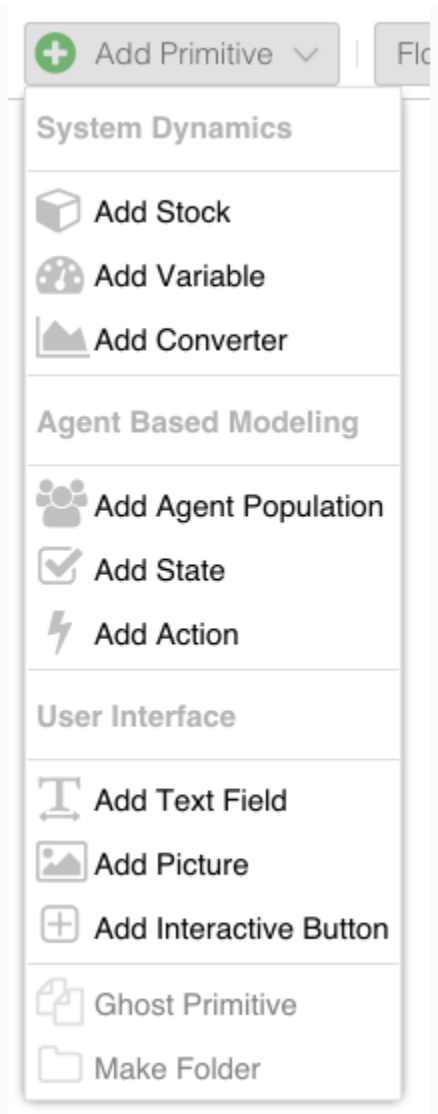 Add Primitive
System Dynamics
Add Stock
Add Variable
Add Converter
Agent Based Modeling
Add Agent Population
Add State
Add Action
User Interface
Add Text Field
Add Picture
Add Interactive Button
Ghost Primitive
Make Folder